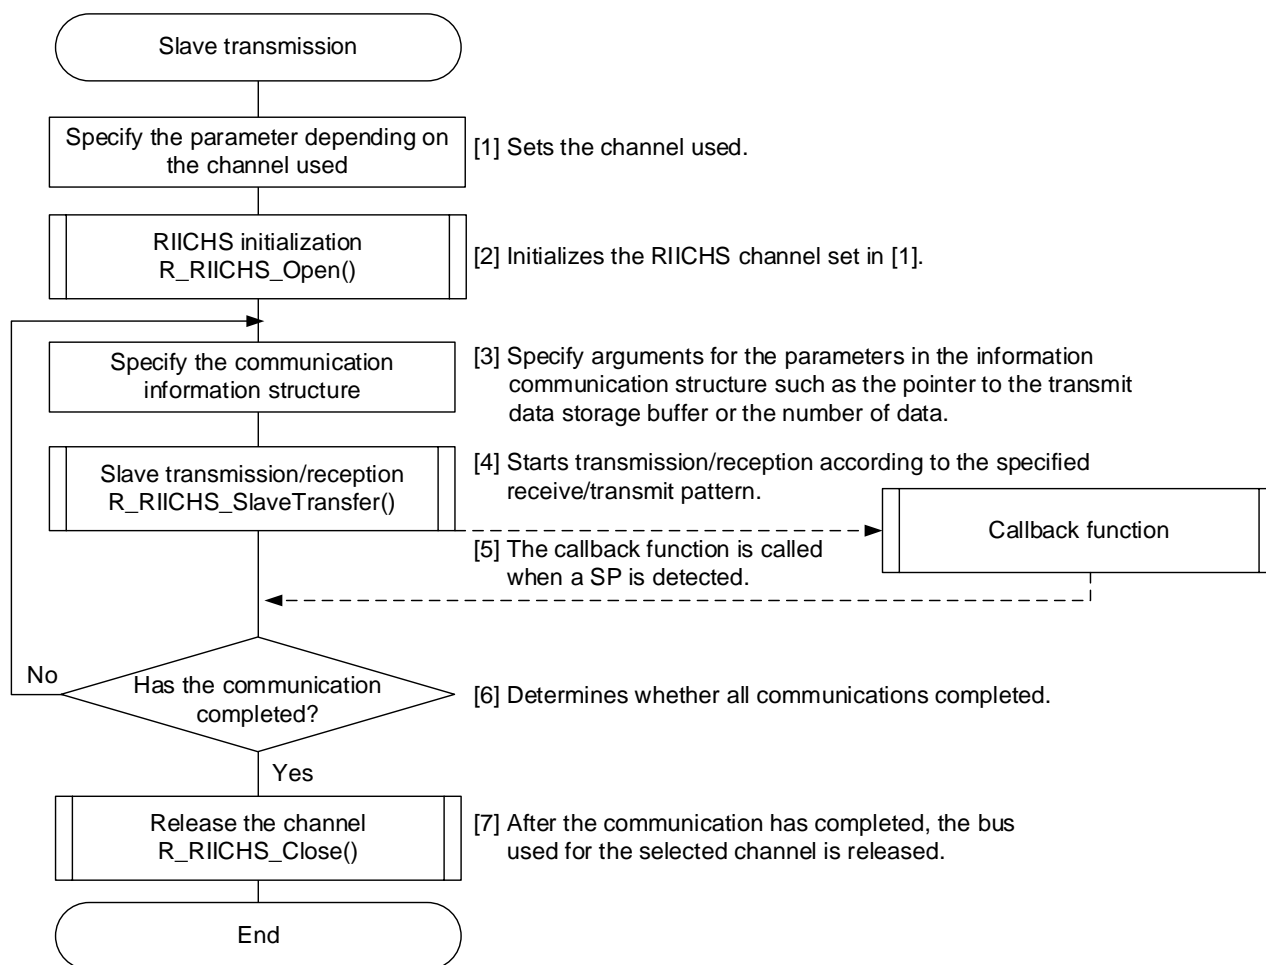 Slave transmission
Specify the parameter depending on
the channel used
[1] Sets the channel used.
RIICHS initialization
R_RIICHS_Open()
[2] Initializes the RIICHS channel set in [1].
Specify the communication
information structure
[3] Specify arguments for the parameters in the information
communication structure such as the pointer to the transmit
data storage buffer or the number of data.
Slave transmission/reception
R_RIICHS_SlaveTransfer()
[4] Starts transmission/reception according to the specified
receive/transmit pattern.
Callback function
[5] The callback function is called
when a SP is detected.
No
Has the communication
completed?
[6] Determines whether all communications completed.
Yes
Release the channel
R_RIICHS_Close()
[7] After the communication has completed, the bus
used for the selected channel is released.
End